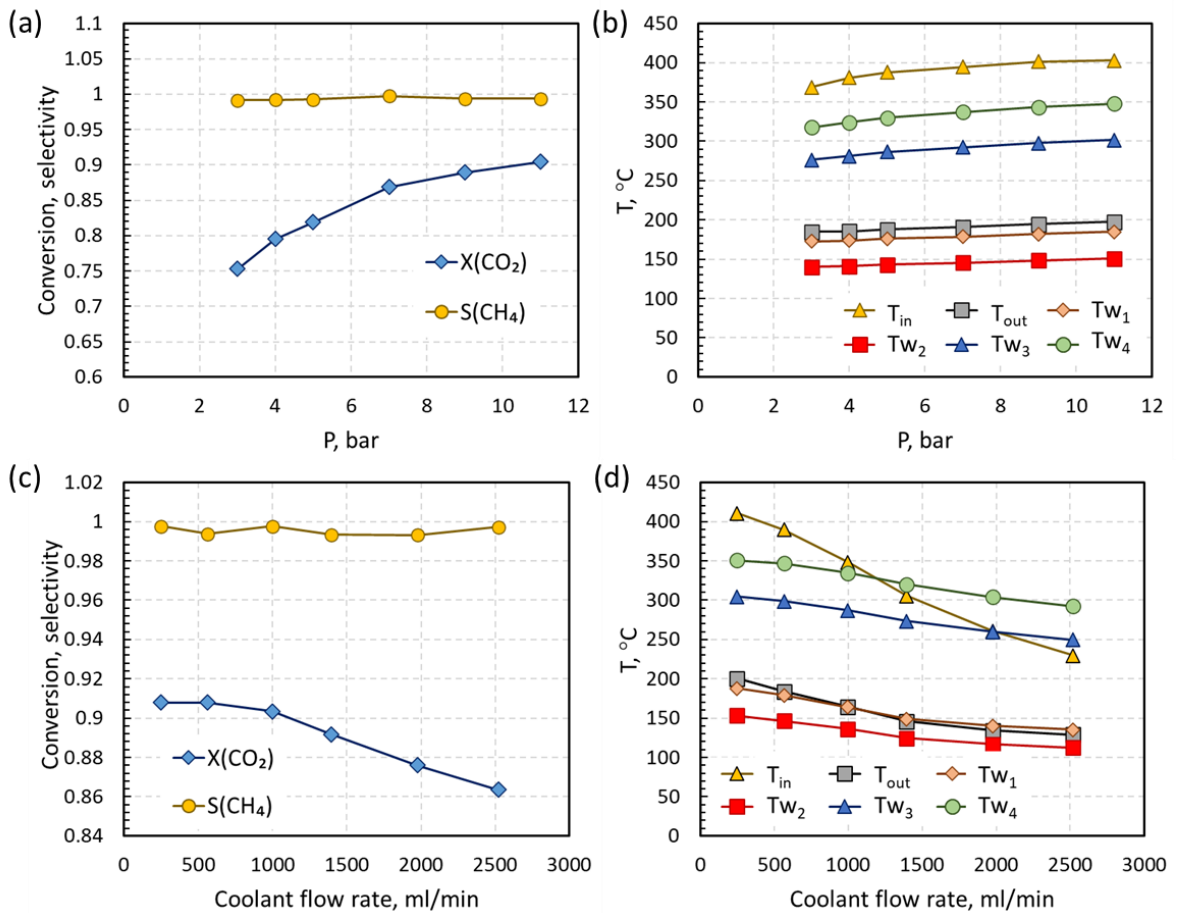 (a)
1.1
1.05
1
0.95
0.9
0.85
0.8
0.75
0.7
0.65
0.6
Conversion, selectivity
X(CO₂)
S(CH₄)
0 2 4 6 8 10 12
P, bar
(b)
450
400
350
300
250
200
150
100
50
0
T, °C
T_in T_out Tw₁
Tw₂ Tw₃ Tw₄
0 2 4 6 8 10 12
P, bar
(c)
1.02
1
0.98
0.96
0.94
0.92
0.9
0.88
0.86
0.84
Conversion, selectivity
X(CO₂)
S(CH₄)
0 500 1000 1500 2000 2500 3000
Coolant flow rate, ml/min
(d)
450
400
350
300
250
200
150
100
50
0
T, °C
T_in T_out Tw₁
Tw₂ Tw₃ Tw₄
0 500 1000 1500 2000 2500 3000
Coolant flow rate, ml/min